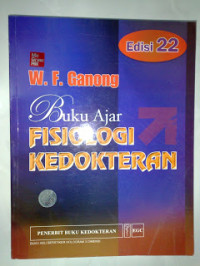 Edisi 22
W. F. Ganong
Buku Ajar
FISIOLOGI
KEDOKTERAN
PENERBIT BUKU KEDOKTERAN
EGC